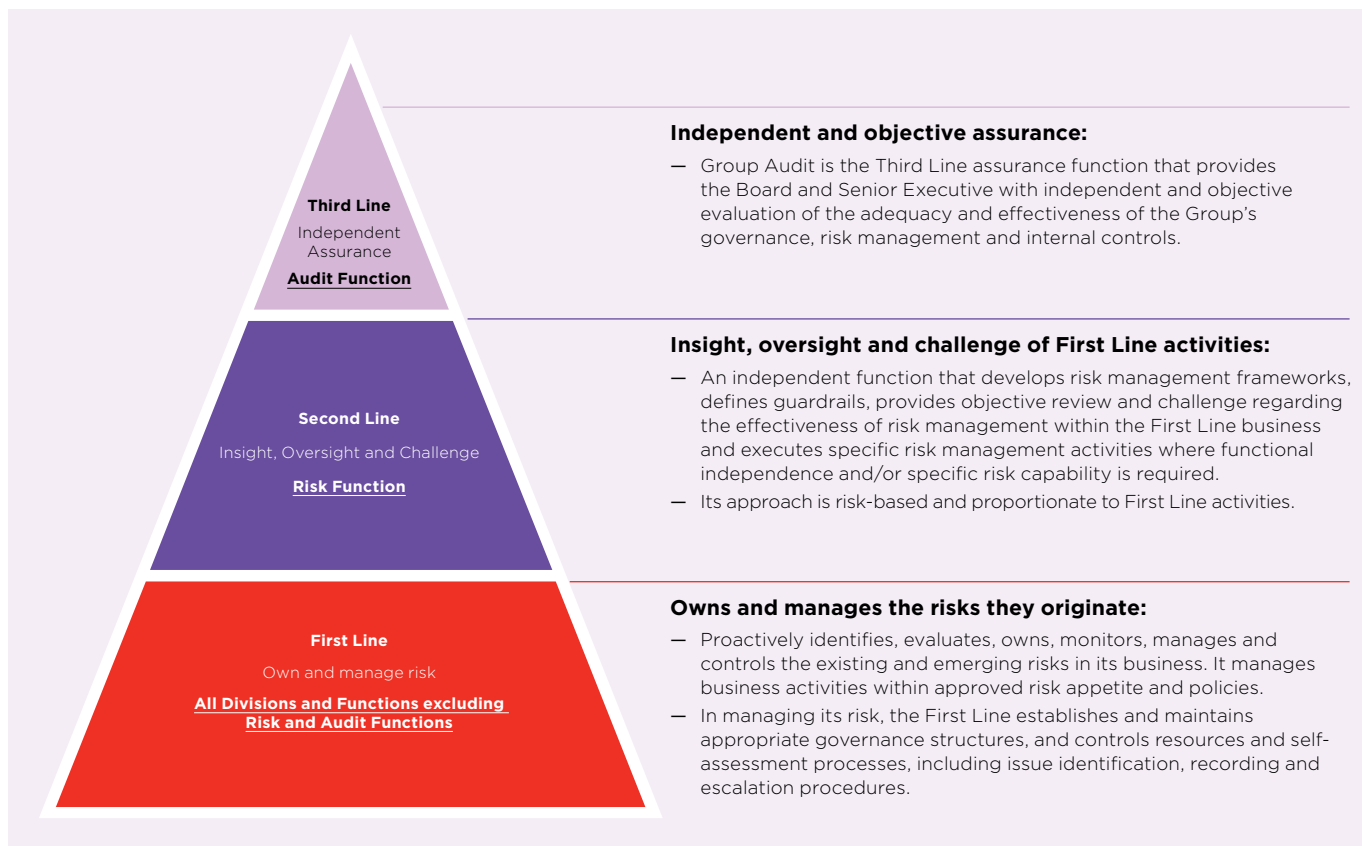 Third Line
Independent
Assurance
Audit Function
Independent and objective assurance:
— Group Audit is the Third Line assurance function that provides
the Board and Senior Executive with independent and objective
evaluation of the adequacy and effectiveness of the Group’s
governance, risk management and internal controls.
Second Line
Insight, Oversight and Challenge
Risk Function
Insight, oversight and challenge of First Line activities:
— An independent function that develops risk management frameworks,
defines guardrails, provides objective review and challenge regarding
the effectiveness of risk management within the First Line business
and executes specific risk management activities where functional
independence and/or specific risk capability is required.
— Its approach is risk-based and proportionate to First Line activities.
First Line
Own and manage risk
All Divisions and Functions excluding
Risk and Audit Functions
Owns and manages the risks they originate:
— Proactively identifies, evaluates, owns, monitors, manages and
controls the existing and emerging risks in its business. It manages
business activities within approved risk appetite and policies.
— In managing its risk, the First Line establishes and maintains
appropriate governance structures, and controls resources and self-
assessment processes, including issue identification, recording and
escalation procedures.